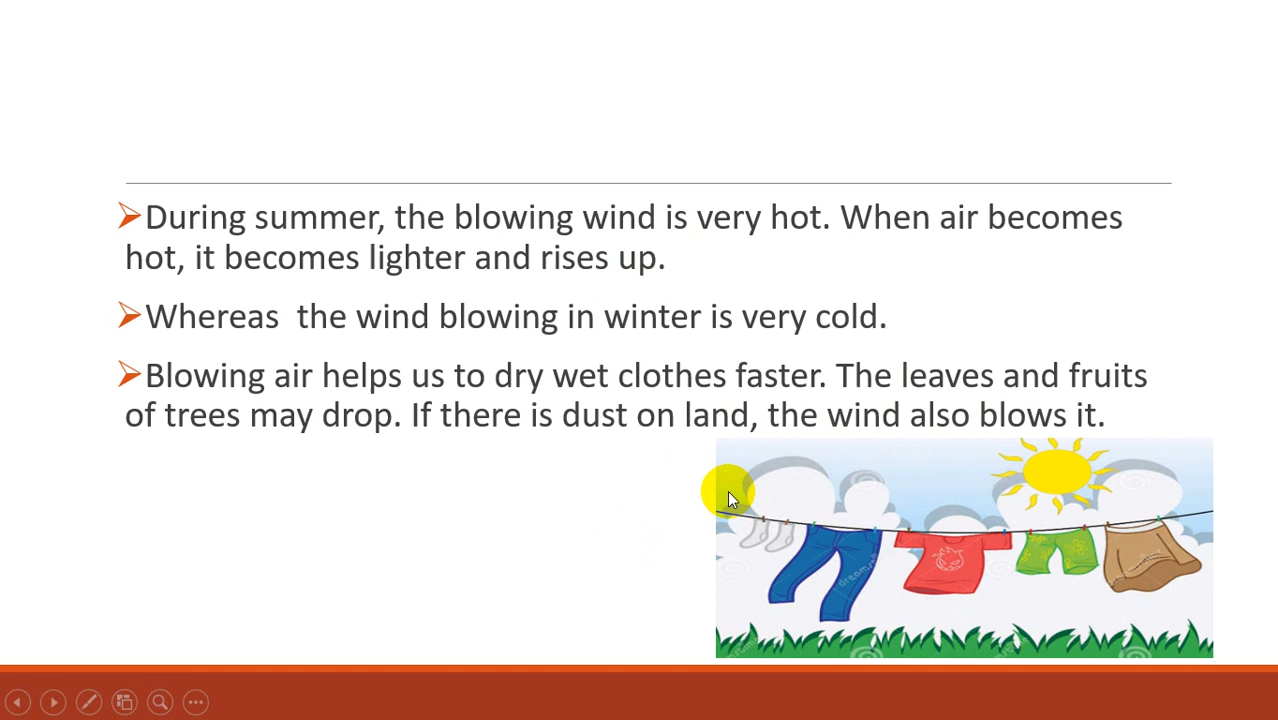 During summer, the blowing wind is very hot. When air becomes
hot, it becomes lighter and rises up.
Whereas  the wind blowing in winter is very cold.
Blowing air helps us to dry wet clothes faster. The leaves and fruits
of trees may drop. If there is dust on land, the wind also blows it.